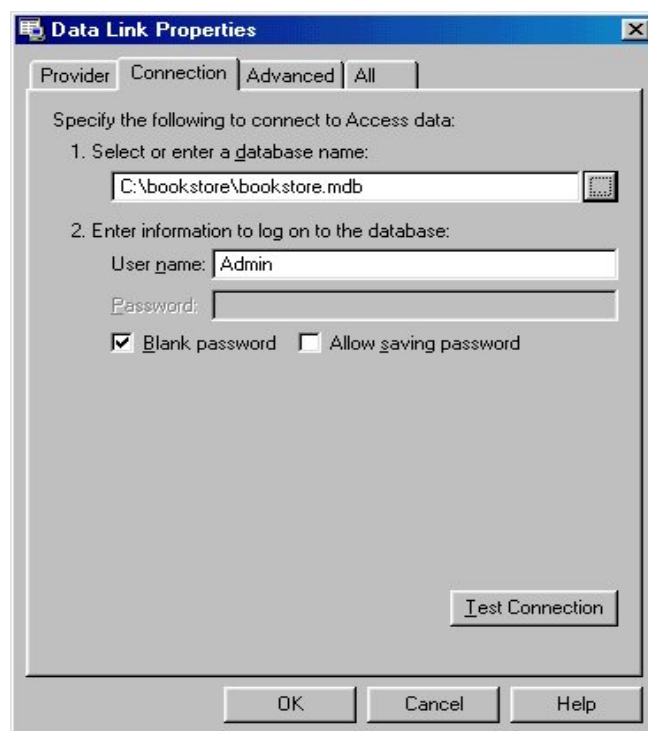 Data Link Properties
Provider Connection Advanced All
Specify the following to connect to Access data:
1. Select or enter a database name:
C:\bookstore\bookstore.mdb
...
2. Enter information to log on to the database:
User name: Admin
Password:
Blank password Allow saving password
Test Connection
OK Cancel Help